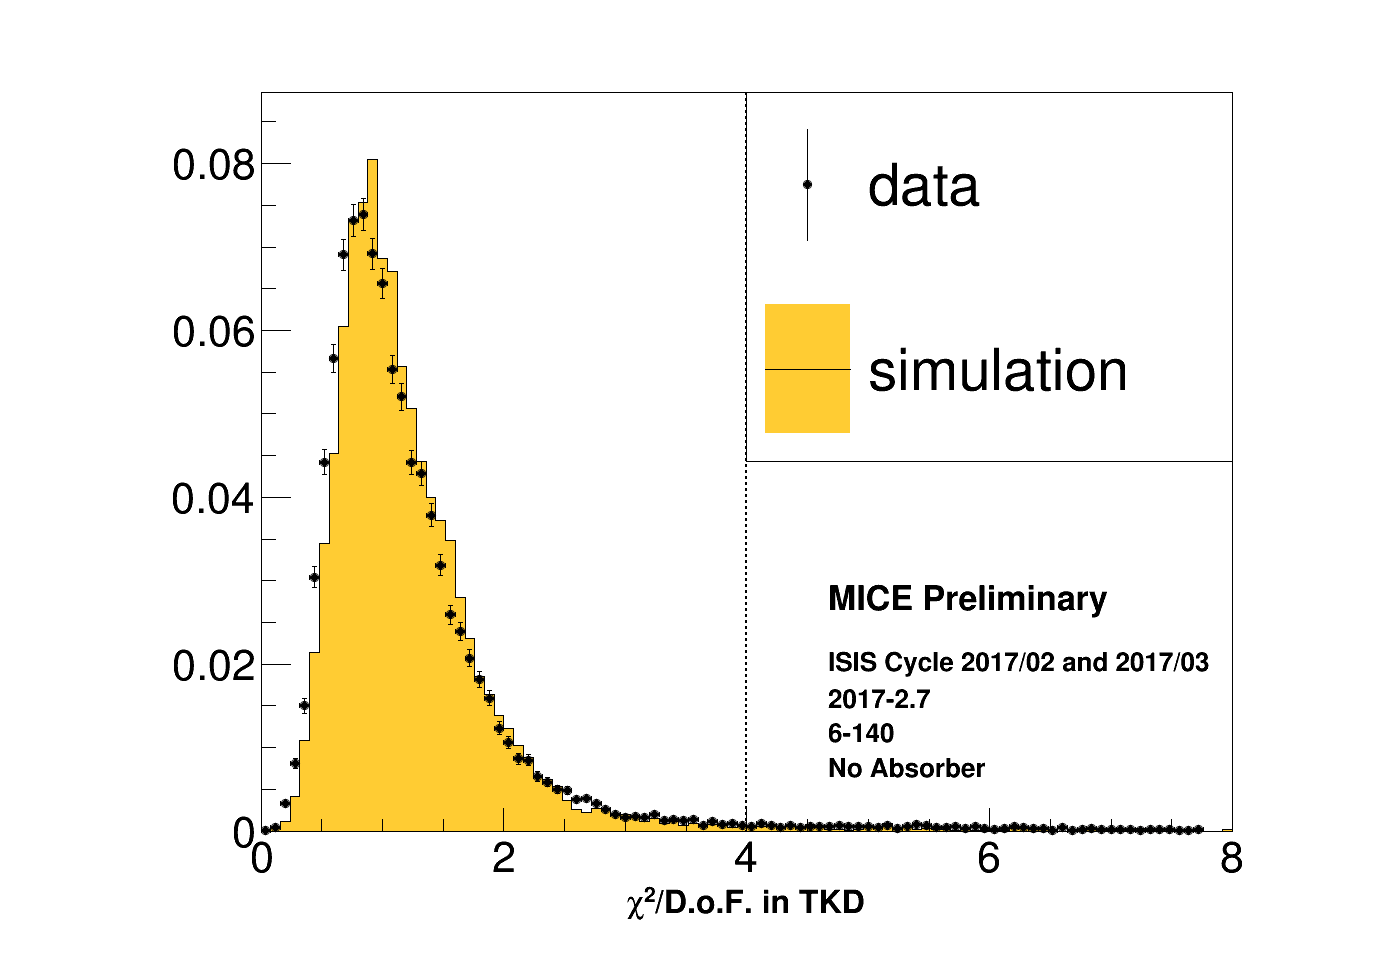 0.08
0.06
0.04
0.02
0
0
2
4
6
8
χ²/D.o.F. in TKD
data
simulation
MICE Preliminary
ISIS Cycle 2017/02 and 2017/03
2017-2.7
6-140
No Absorber